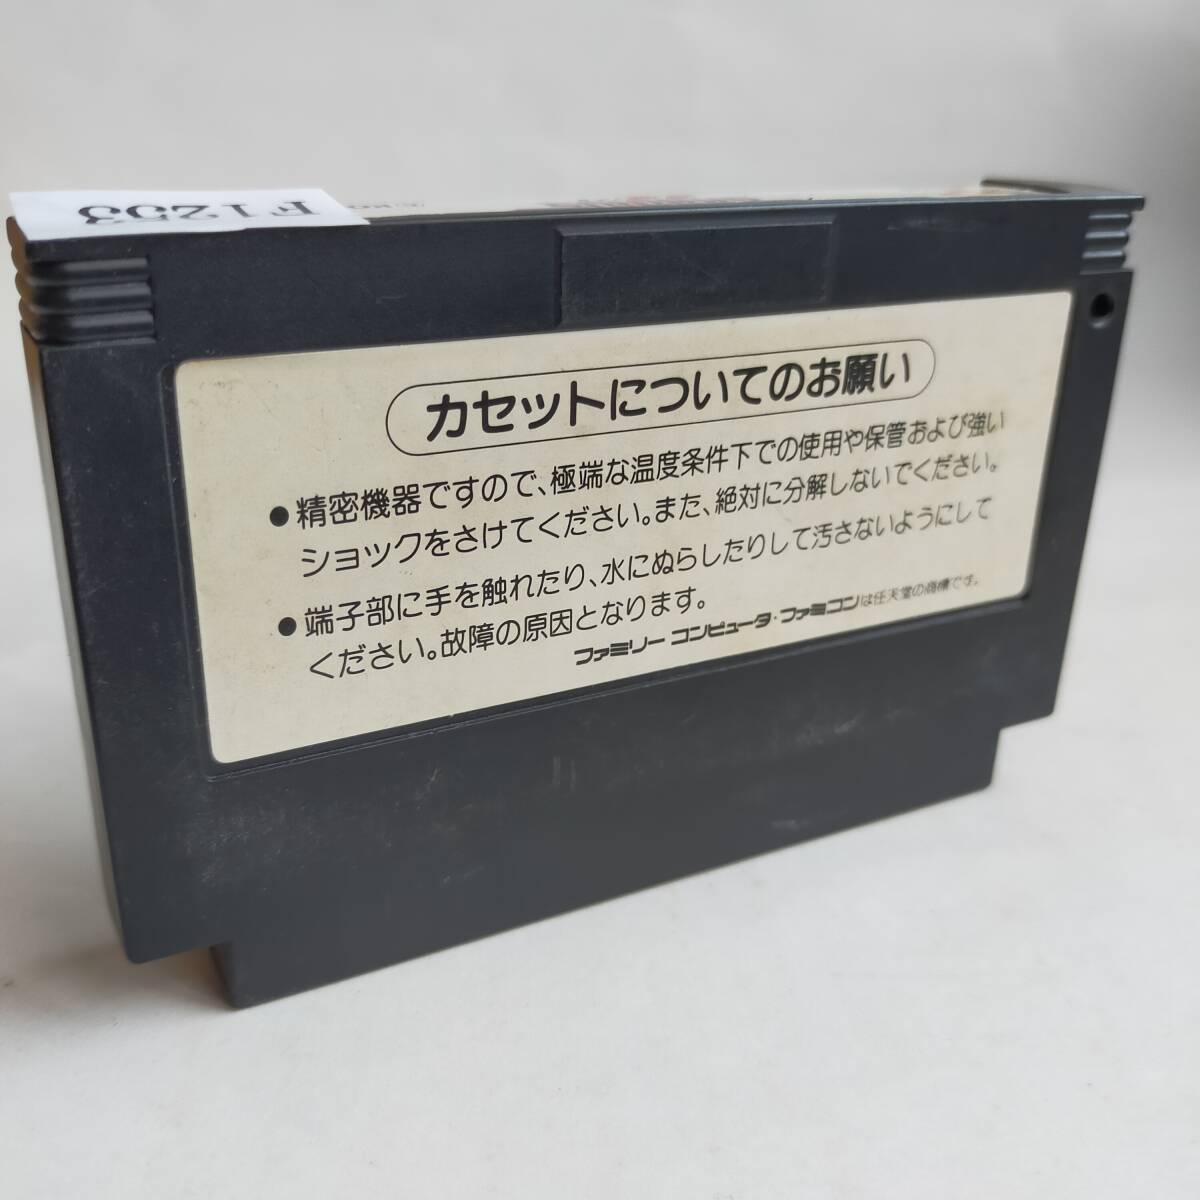 F1253
カセットについてのお願い
●精密機器ですので、極端な温度条件下での使用や保管および強い
ショックをさけてください。また、絶対に分解しないでください。
●端子部に手を触れたり、水にぬらしたりして汚さないようにして
ください。故障の原因となります。
ファミリー コンピュータ・ファミコンは任天堂の商標です。